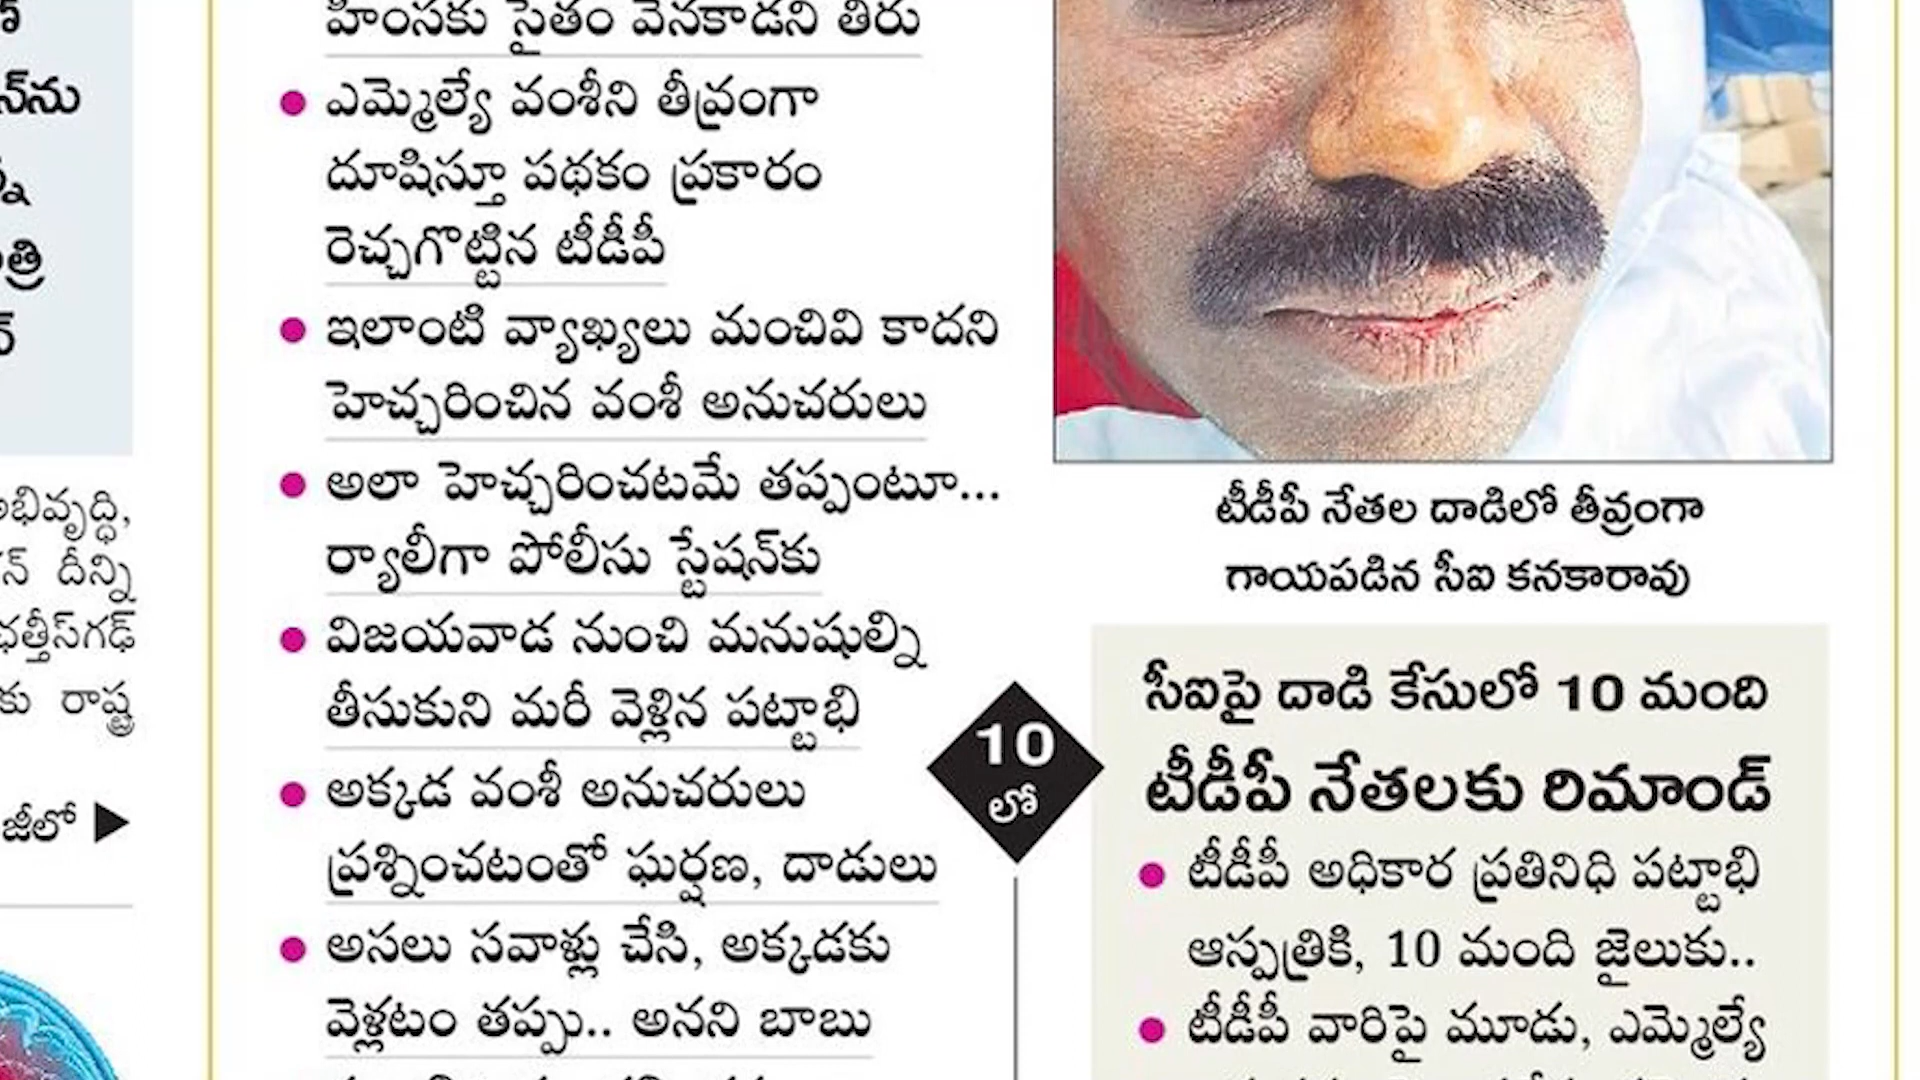 హింసకు సైతం వెనకాడని తీరు
ఎమ్మెల్యే వంశీని తీవ్రంగా
దూషిస్తూ పథకం ప్రకారం
రెచ్చగొట్టిన టీడీపీ
ఇలాంటి వ్యాఖ్యలు మంచివి కాదని
హెచ్చరించిన వంశీ అనుచరులు
అలా హెచ్చరించటమే తప్పంటూ...
ర్యాలీగా పోలీసు స్టేషన్‌కు
విజయవాడ నుంచి మనుషుల్ని
తీసుకుని మరీ వెళ్లిన పట్టాభి
అక్కడ వంశీ అనుచరులు
ప్రశ్నించటంతో ఘర్షణ, దాడులు
అసలు సవాళ్లు చేసి, అక్కడకు
వెళ్లటం తప్పు.. అనని బాబు
10
లో
టీడీపీ నేతల దాడిలో తీవ్రంగా
గాయపడిన సీఐ కనకారావు
సీఐపై దాడి కేసులో 10 మంది
టీడీపీ నేతలకు రిమాండ్
టీడీపీ అధికార ప్రతినిధి పట్టాభి
ఆస్పత్రికి, 10 మంది జైలుకు..
టీడీపీ వారిపై మూడు, ఎమ్మెల్యే
దీన్ని
రాష్ట్ర